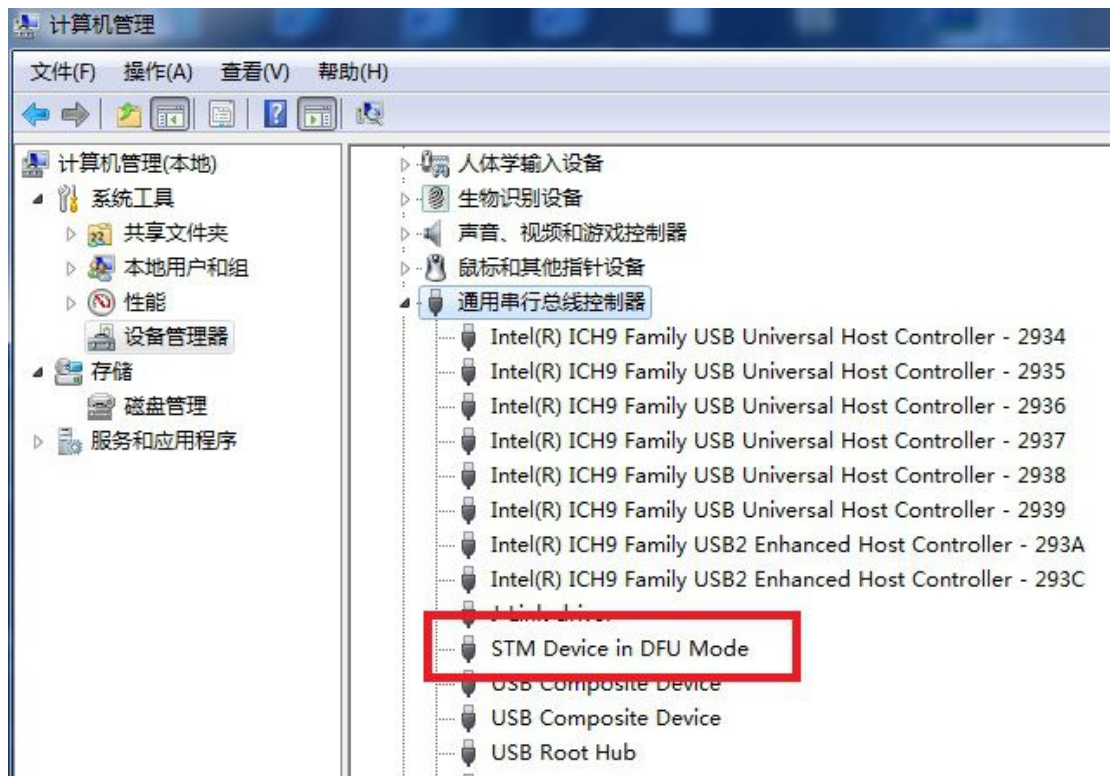 计算机管理
文件(F) 操作(A) 查看(V) 帮助(H)
计算机管理(本地)
系统工具
共享文件夹
本地用户和组
性能
设备管理器
存储
磁盘管理
服务和应用程序
人体学输入设备
生物识别设备
声音、视频和游戏控制器
鼠标和其他指针设备
通用串行总线控制器
Intel(R) ICH9 Family USB Universal Host Controller - 2934
Intel(R) ICH9 Family USB Universal Host Controller - 2935
Intel(R) ICH9 Family USB Universal Host Controller - 2936
Intel(R) ICH9 Family USB Universal Host Controller - 2937
Intel(R) ICH9 Family USB Universal Host Controller - 2938
Intel(R) ICH9 Family USB Universal Host Controller - 2939
Intel(R) ICH9 Family USB2 Enhanced Host Controller - 293A
Intel(R) ICH9 Family USB2 Enhanced Host Controller - 293C
J-Link driver
STM Device in DFU Mode
USB Composite Device
USB Composite Device
USB Root Hub